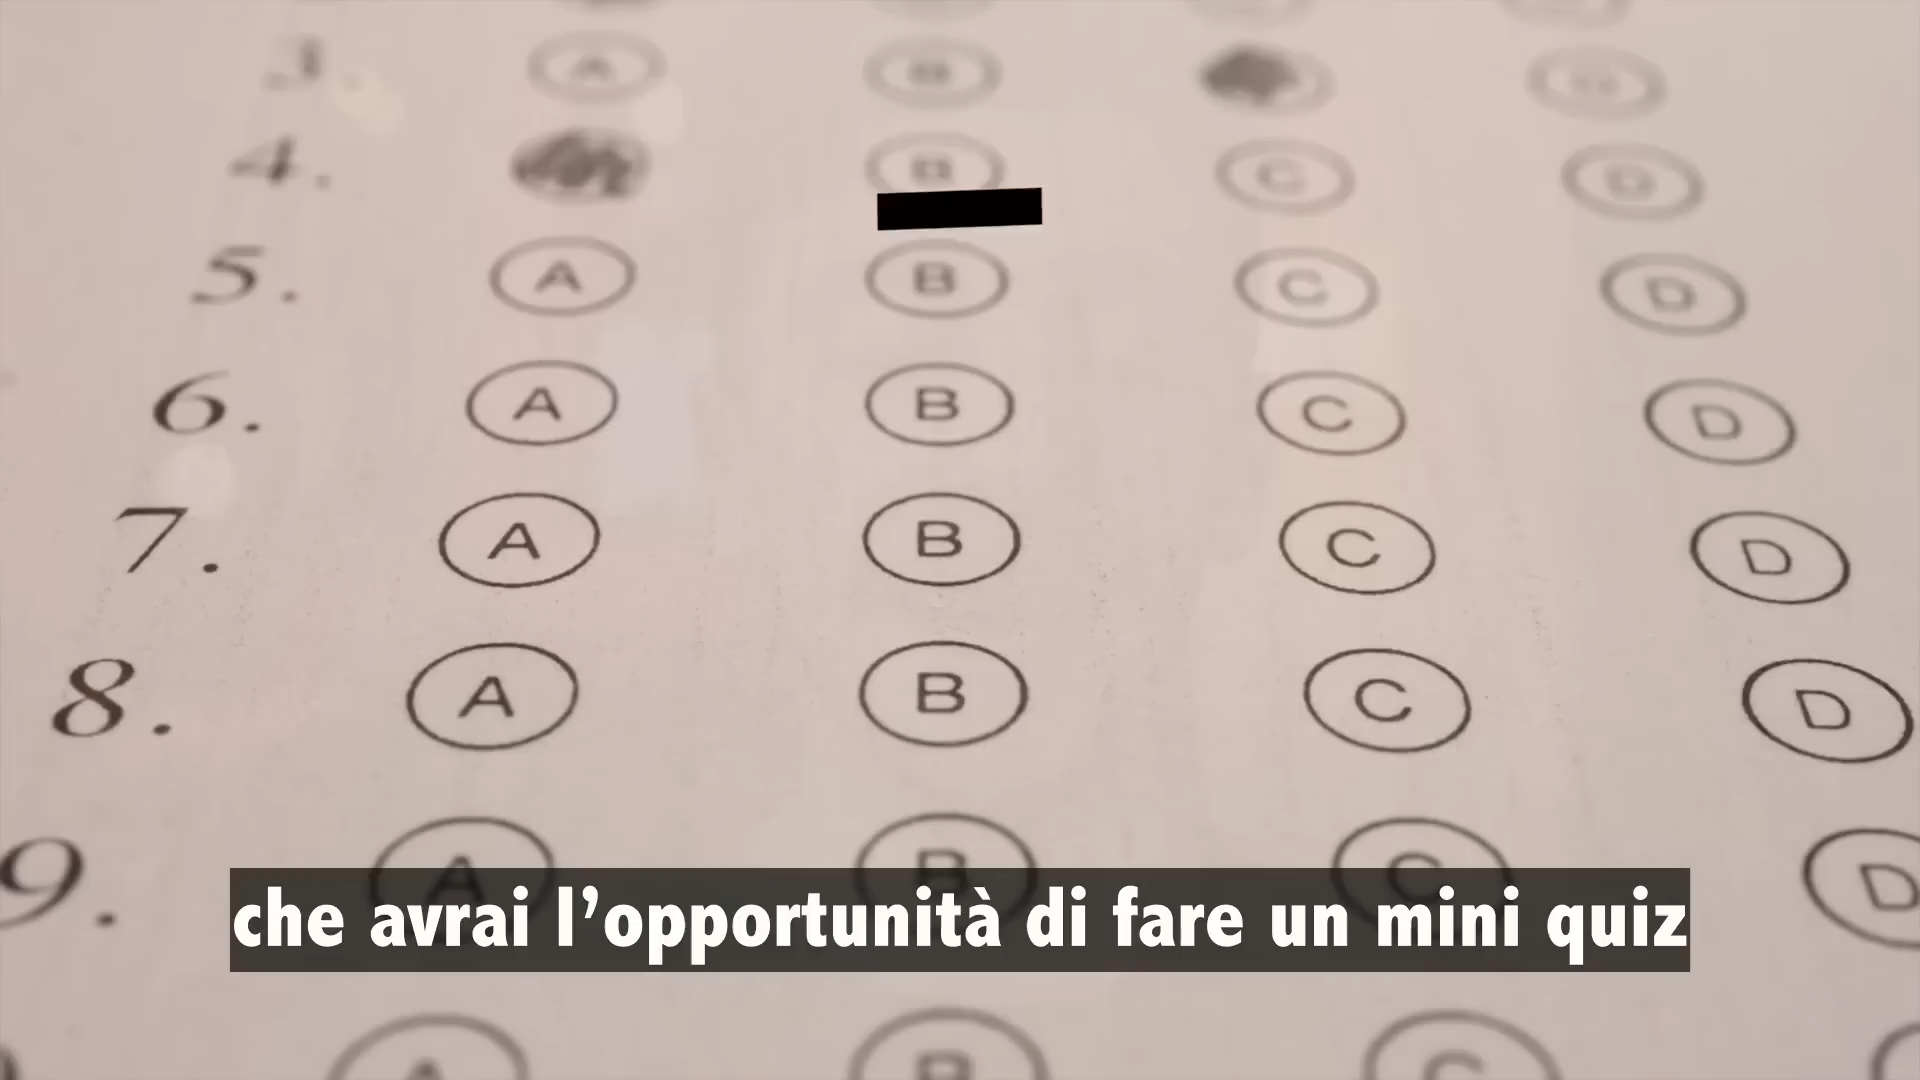 3. A B D
4. B C D
5. A B C D
6. A B C D
7. A B C D
8. A B C D
9. A B C D
che avrai l’opportunità di fare un mini quiz
A B C